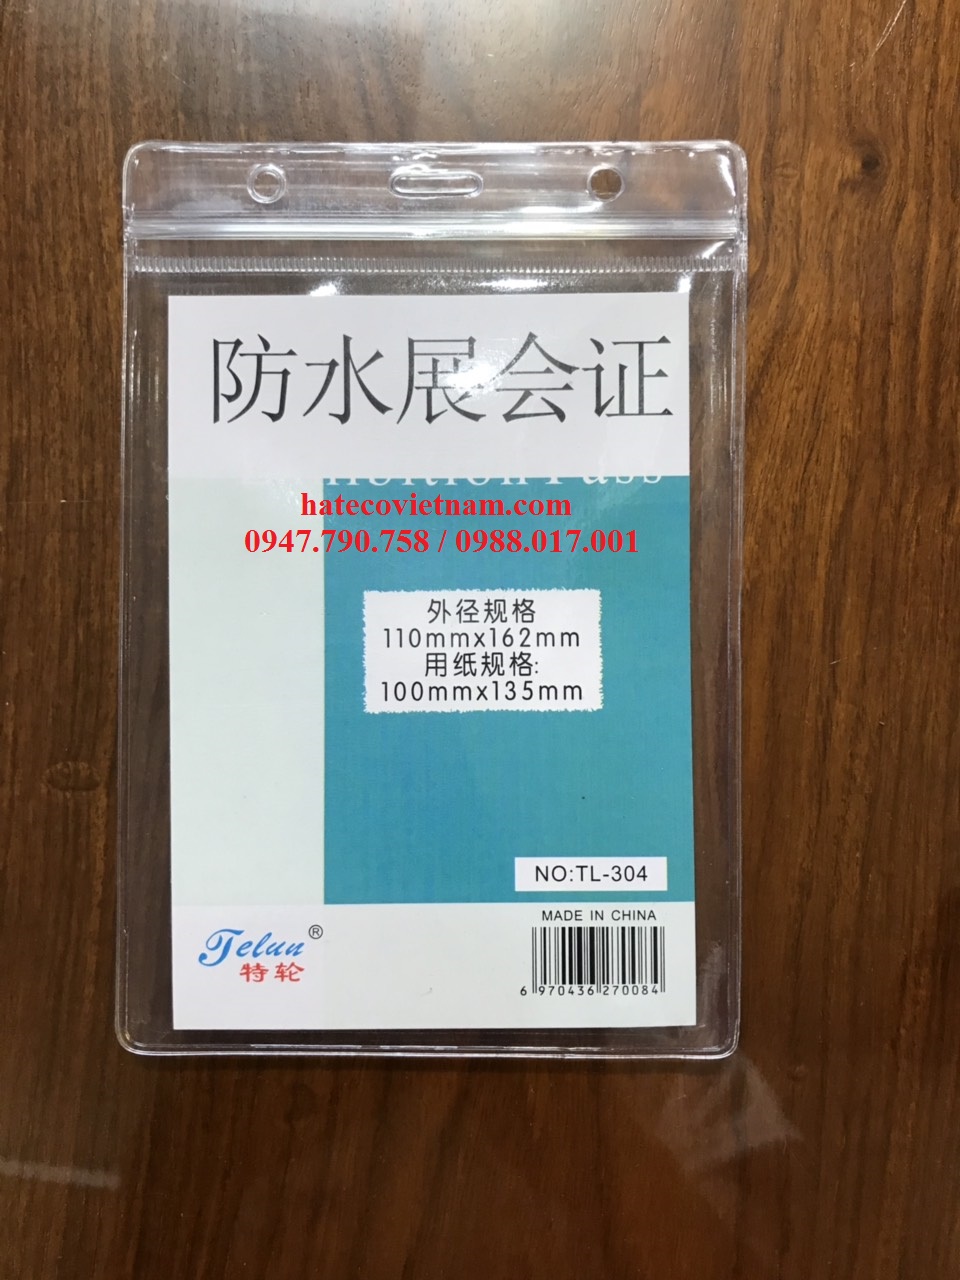 防水展会证
Pass
hatecovietnam.com
0947.790.758 / 0988.017.001
外径规格
110mmx162mm
用纸规格:
100mmx135mm
NO:TL-304
MADE IN CHINA
Telun®
特轮
6 970436 270084